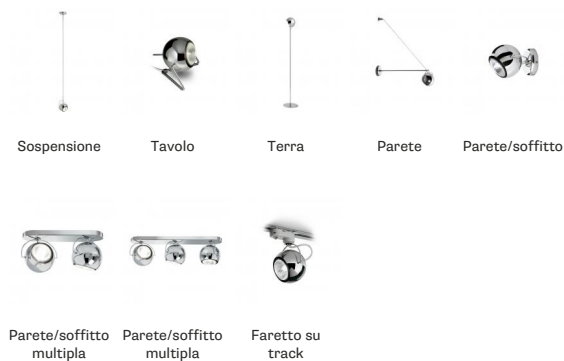 Sospensione
Tavolo
Terra
Parete
Parete/soffitto
Parete/soffitto
multipla
Parete/soffitto
multipla
Faretto su
track